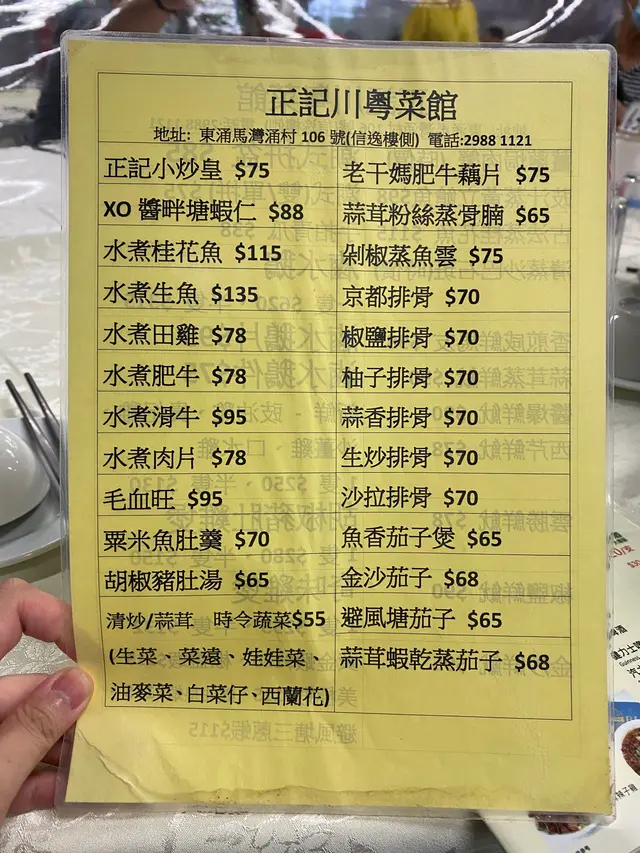 正記川粵菜館
地址: 東涌馬灣涌村 106 號(信逸樓側) 電話:2988 1121
正記小炒皇 $75
老干媽肥牛藕片 $75
XO 醬畔塘蝦仁 $88
蒜茸粉絲蒸骨腩 $65
水煮桂花魚 $115
剁椒蒸魚雲 $75
水煮生魚 $135
京都排骨 $70
水煮田雞 $78
椒鹽排骨 $70
水煮肥牛 $78
柚子排骨 $70
水煮滑牛 $95
蒜香排骨 $70
水煮肉片 $78
生炒排骨 $70
毛血旺 $95
沙拉排骨 $70
粟米魚肚羹 $70
魚香茄子煲 $65
胡椒豬肚湯 $65
金沙茄子 $68
清炒/蒜茸 時令蔬菜$55
避風塘茄子 $65
(生菜、菜遠、娃娃菜、
油麥菜、白菜仔、西蘭花)
蒜茸蝦乾蒸茄子 $68